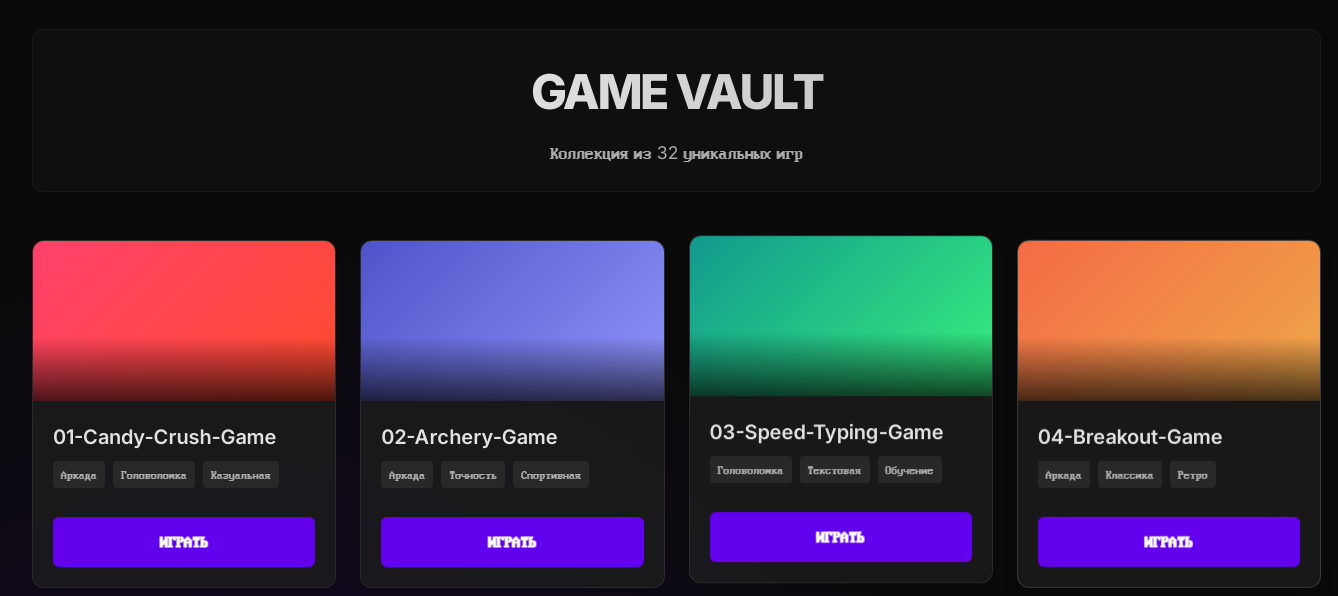 GAME VAULT
Коллекция из 32 уникальных игр
01-Candy-Crush-Game
Аркада Головоломка Казуальная
ИГРАТЬ
02-Archery-Game
Аркада Точность Спортивная
ИГРАТЬ
03-Speed-Typing-Game
Головоломка Текстовая Обучение
ИГРАТЬ
04-Breakout-Game
Аркада Классика Ретро
ИГРАТЬ